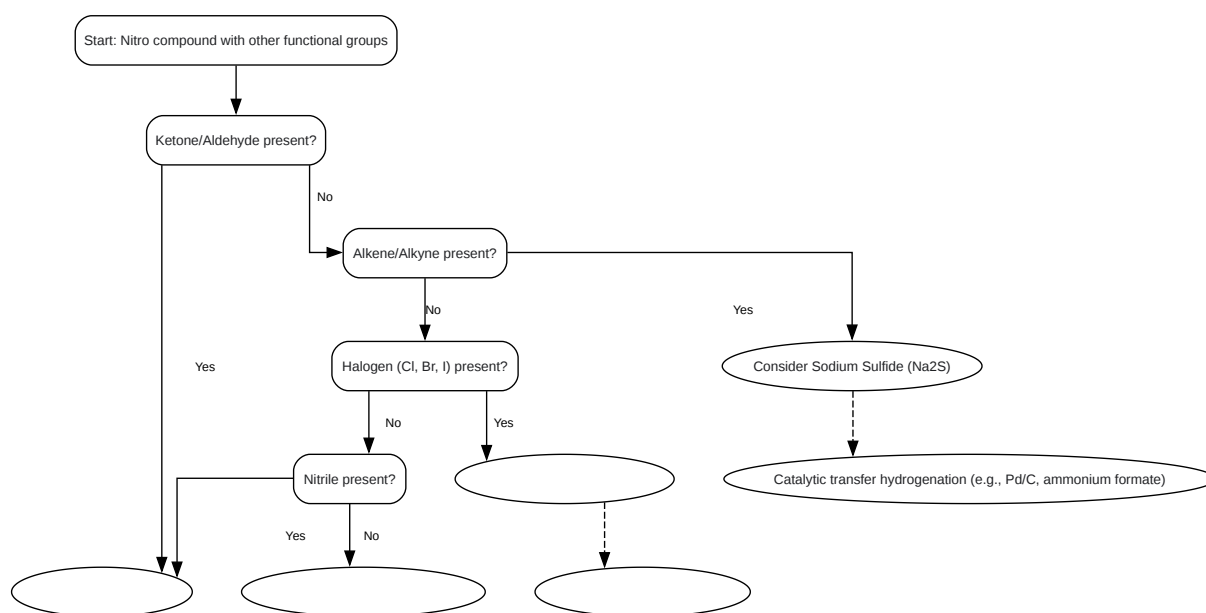 Start: Nitro compound with other functional groups
Ketone/Aldehyde present?
No
Alkene/Alkyne present?
No
Yes
Halogen (Cl, Br, I) present?
Yes
Consider Sodium Sulfide (Na2S)
No
Yes
Nitrile present?
Catalytic transfer hydrogenation (e.g., Pd/C, ammonium formate)
Yes
No